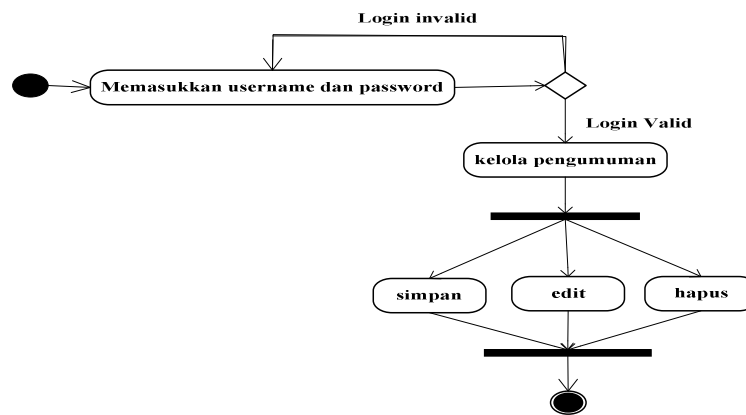 Login invalid
Memasukkan username dan password
Login Valid
kelola pengumuman
simpan
edit
hapus